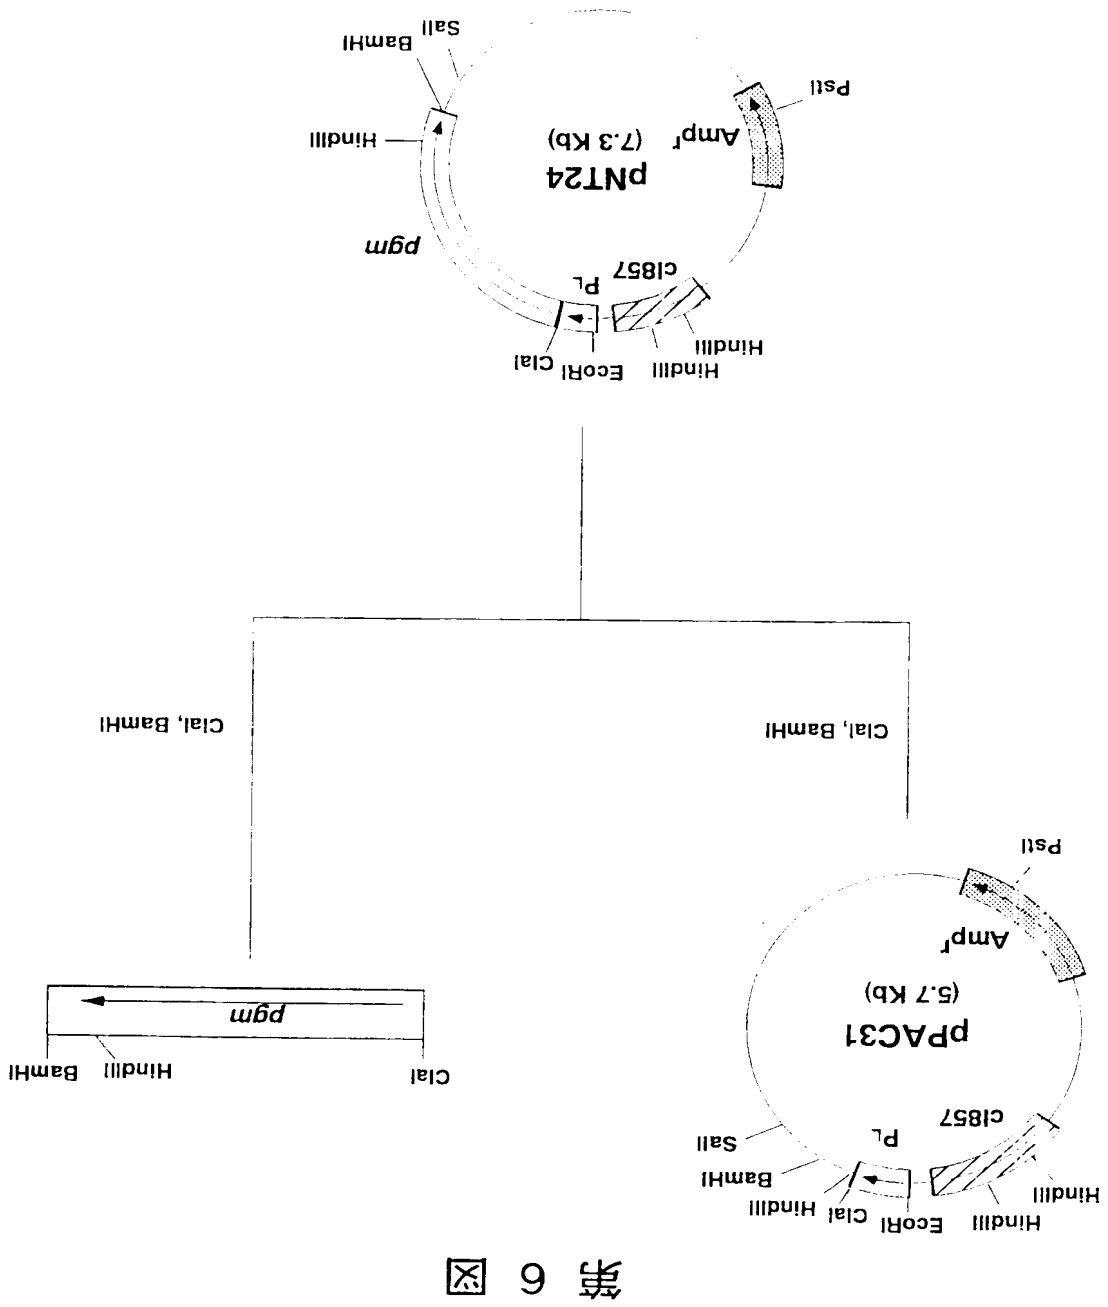 第 6 図
HindIII
HindIII
EcoRI
ClaI
HindIII
BamHI
SalI
cI857
PL
pPAC31
(5.7 Kb)
Ampr
PstI
ClaI
HindIII
BamHI
pgm
ClaI, BamHI
ClaI, BamHI
HindIII
HindIII
EcoRI
ClaI
cI857
PL
pgm
pNT24
(7.3 Kb)
Ampr
HindIII
PstI
BamHI
SalI